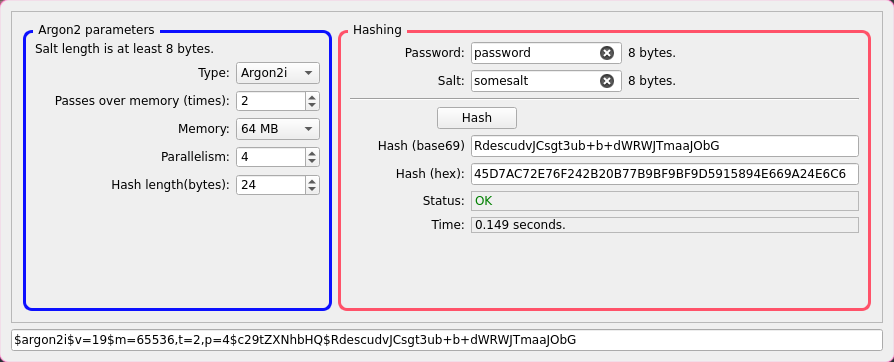 Argon2 parameters
Salt length is at least 8 bytes.
Type: Argon2i
Passes over memory (times): 2
Memory: 64 MB
Parallelism: 4
Hash length(bytes): 24
Hashing
Password: password 8 bytes.
Salt: somesalt 8 bytes.
Hash
Hash (base69) RdescudvJCsgt3ub+b+dWRWJTmaaJObG
Hash (hex): 45D7AC72E76F242B20B77B9BF9BF9D5915894E669A24E6C6
Status: OK
Time: 0.149 seconds.
$argon2i$v=19$m=65536,t=2,p=4$c29tZXNhbHQ$RdescudvJCsgt3ub+b+dWRWJTmaaJObG